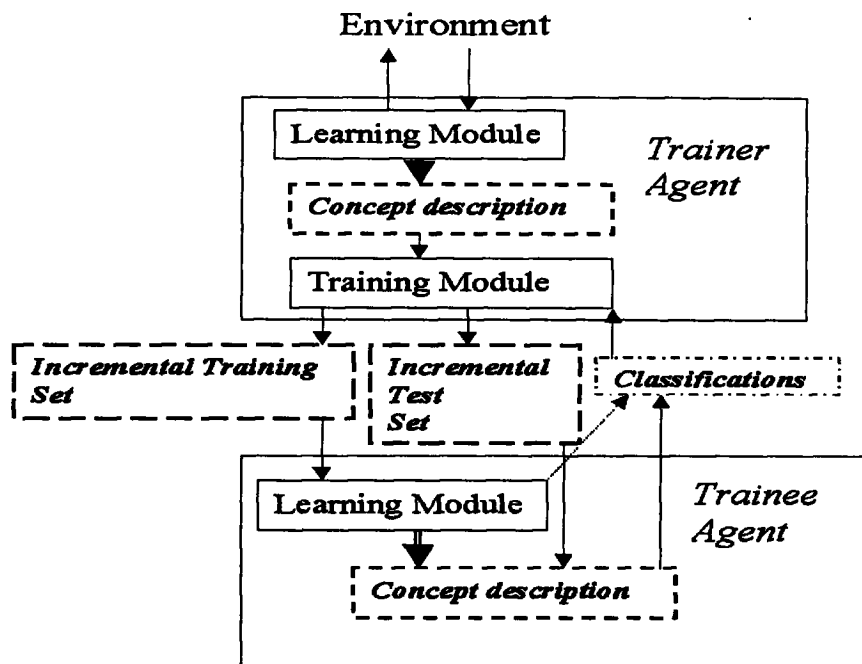 Environment
Learning Module
Trainer
Agent
Concept description
Training Module
Incremental Training
Set
Incremental
Test
Set
Classifications
Learning Module
Trainee
Agent
Concept description